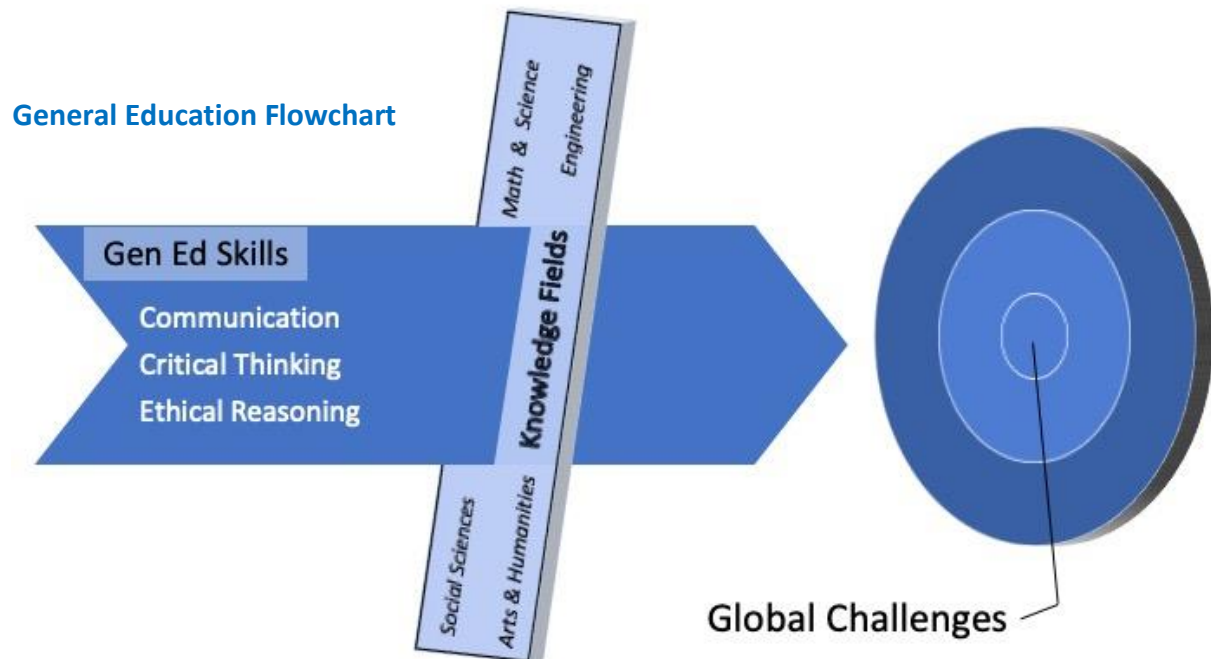 General Education Flowchart
Gen Ed Skills
Communication
Critical Thinking
Ethical Reasoning
Math & Science
Engineering
Knowledge Fields
Social Sciences
Arts & Humanities
Global Challenges